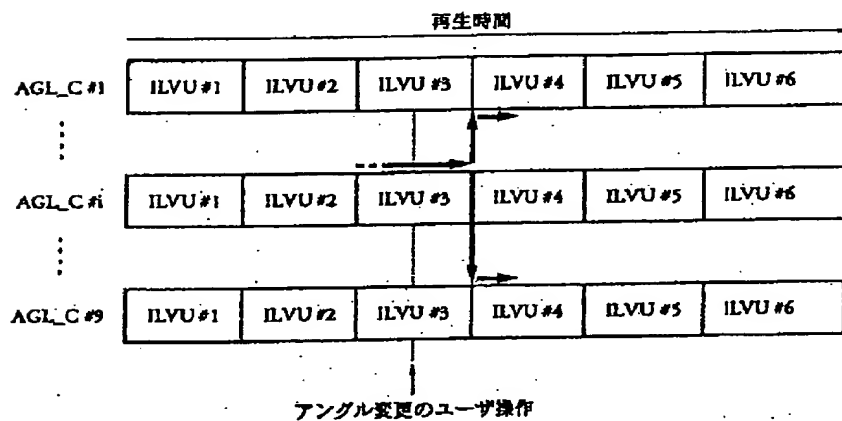 再生時間
AGL_C #1 ILVU #1 ILVU #2 ILVU #3 ILVU #4 ILVU #5 ILVU #6
AGL_C #i ILVU #1 ILVU #2 ILVU #3 ILVU #4 ILVU #5 ILVU #6
AGL_C #9 ILVU #1 ILVU #2 ILVU #3 ILVU #4 ILVU #5 ILVU #6
アングル変更のユーザ操作